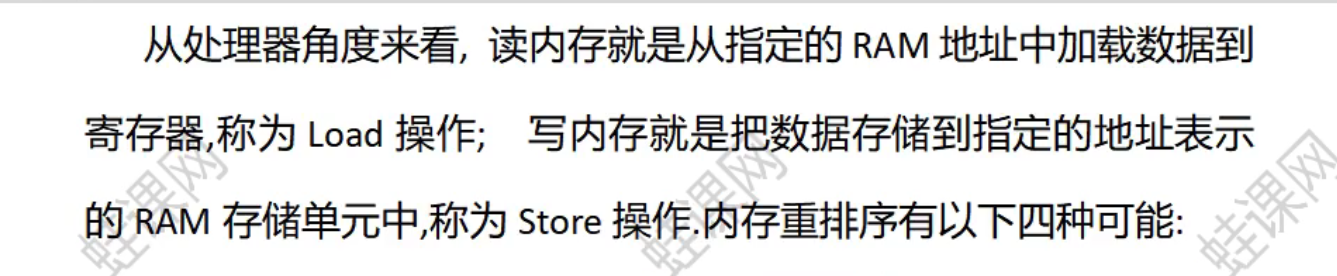 从处理器角度来看, 读内存就是从指定的 RAM 地址中加载数据到
寄存器,称为 Load 操作; 写内存就是把数据存储到指定的地址表示
的 RAM 存储单元中,称为 Store 操作.内存重排序有以下四种可能:
蛙课网
蛙课网
蛙课网